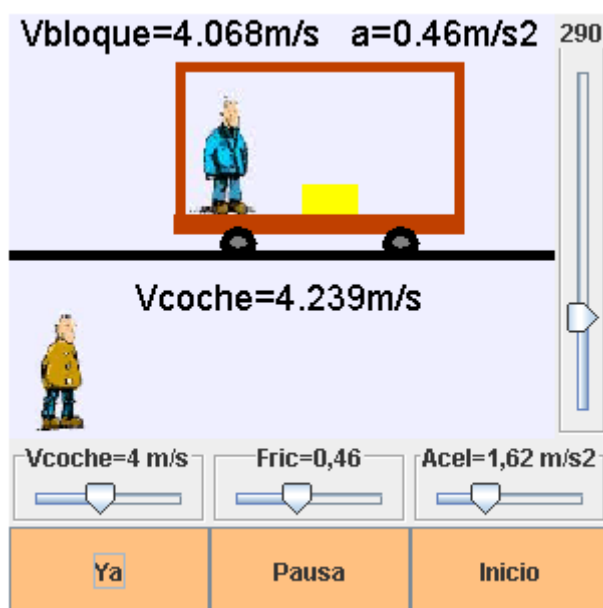 Vbloque=4.068m/s a=0.46m/s2 290
Vcoche=4.239m/s
Vcoche=4 m/s Fric=0,46 Acel=1,62 m/s2
Ya Pausa Inicio